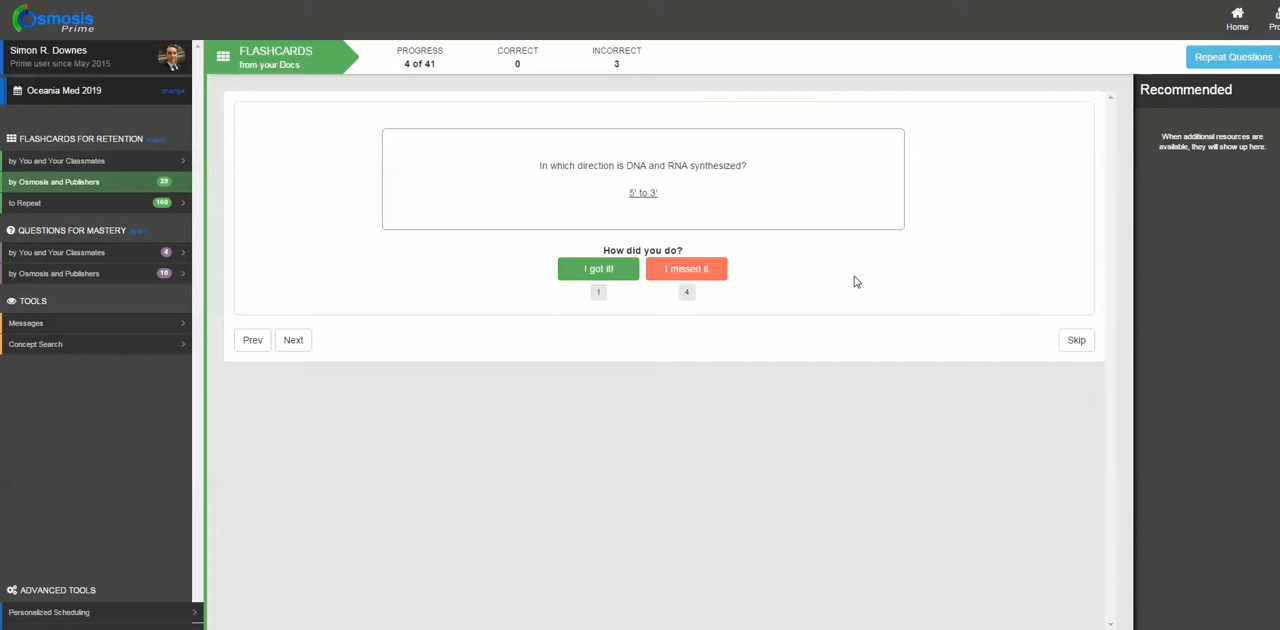 Osmosis
Prime
Home
Simon R. Downes
Prime user since May 2015
Oceania Med 2019
change
FLASHCARDS
from your Docs
PROGRESS
4 of 41
CORRECT
0
INCORRECT
3
Repeat Questions
FLASHCARDS FOR RETENTION
by You and Your Classmates
by Osmosis and Publishers
39
to Repeat
160
QUESTIONS FOR MASTERY
by You and Your Classmates
4
by Osmosis and Publishers
10
TOOLS
Messages
Concept Search
ADVANCED TOOLS
Personalized Scheduling
In which direction is DNA and RNA synthesized?
5' to 3'
How did you do?
I got it!
I missed it
1
4
Prev
Next
Skip
Recommended
When additional resources are
available, they will show up here.